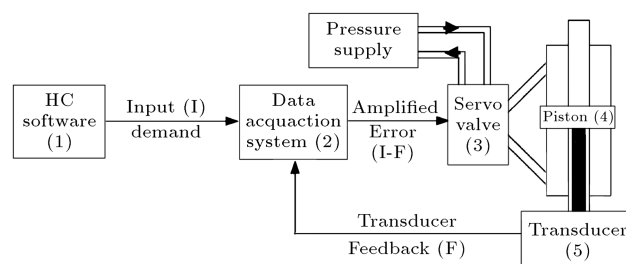 Pressure
supply
HC
software
(1)
Input (I)
demand
Data
acquaction
system (2)
Amplified
Error
(I-F)
Servo
valve
(3)
Piston (4)
Transducer
Feedback (F)
Transducer
(5)